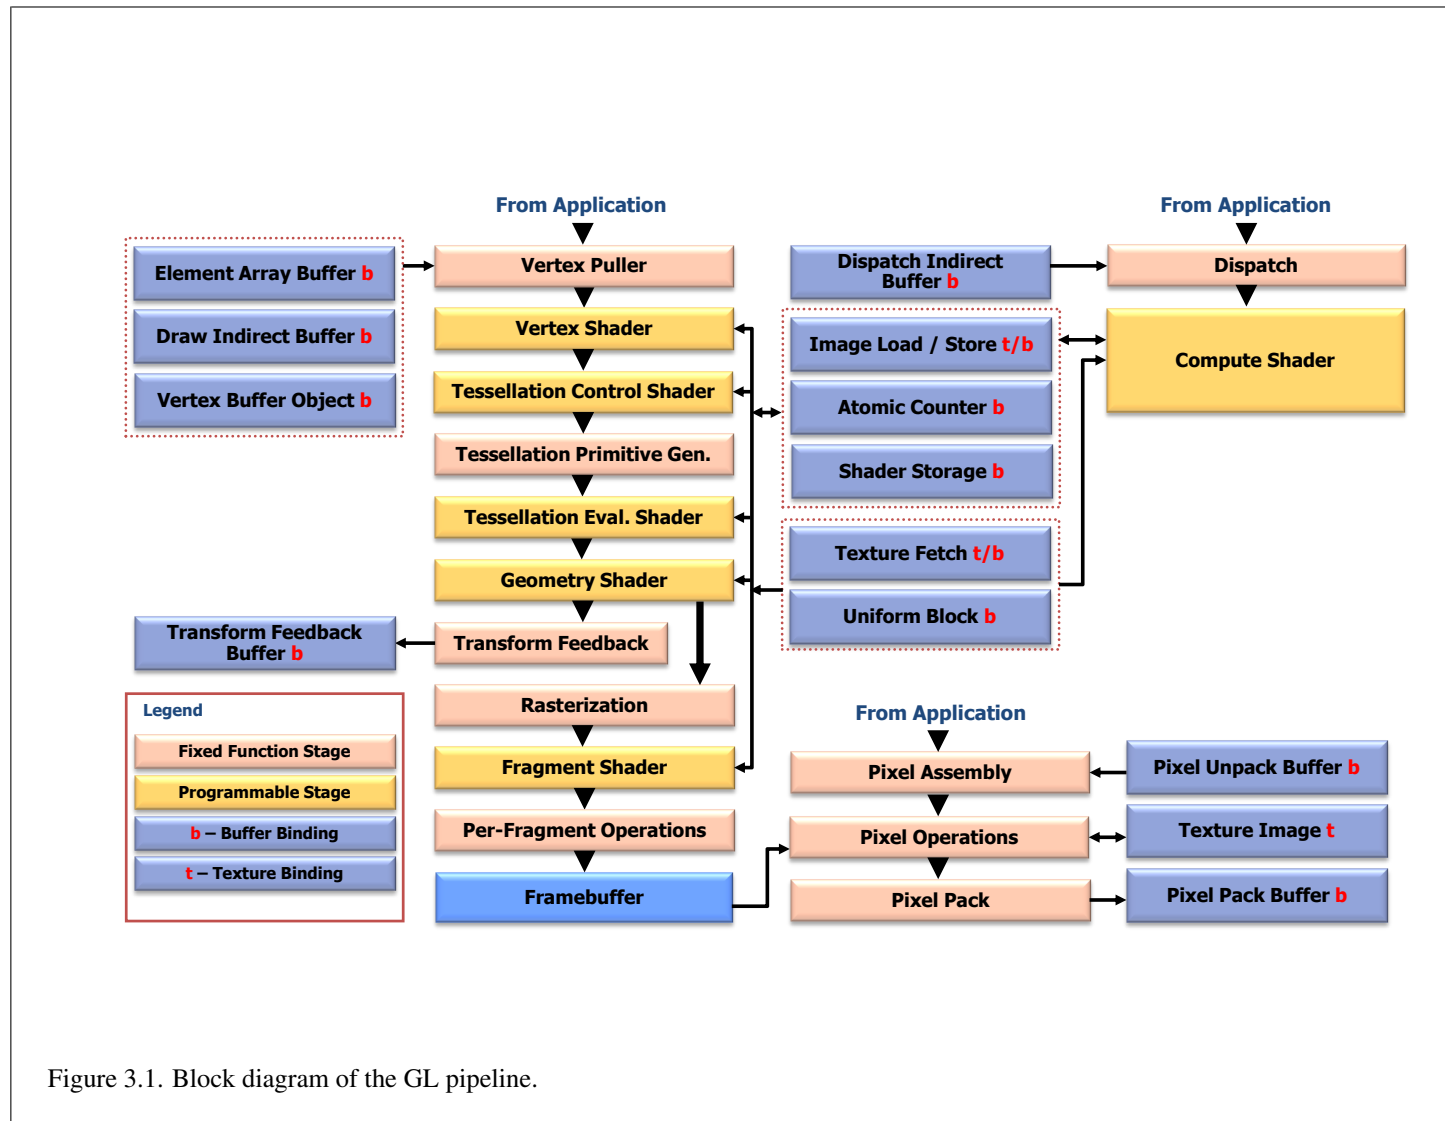 From Application
From Application
Element Array Buffer b
Draw Indirect Buffer b
Vertex Buffer Object b
Vertex Puller
Vertex Shader
Tessellation Control Shader
Tessellation Primitive Gen.
Tessellation Eval. Shader
Geometry Shader
Transform Feedback
Transform Feedback
Buffer b
Rasterization
Fragment Shader
Per-Fragment Operations
Framebuffer
Dispatch Indirect
Buffer b
Dispatch
Image Load / Store t/b
Atomic Counter b
Shader Storage b
Compute Shader
Texture Fetch t/b
Uniform Block b
Legend
Fixed Function Stage
Programmable Stage
b – Buffer Binding
t – Texture Binding
From Application
Pixel Assembly
Pixel Unpack Buffer b
Pixel Operations
Texture Image t
Pixel Pack
Pixel Pack Buffer b
Figure 3.1. Block diagram of the GL pipeline.